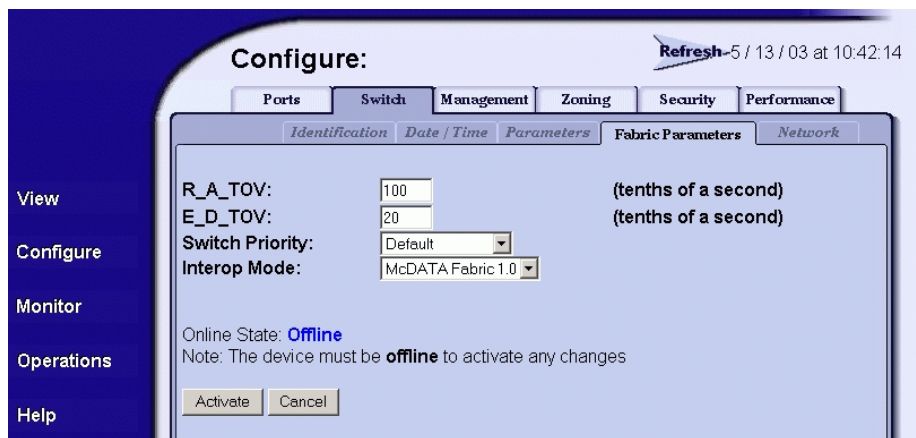 Configure:
Refresh 5 / 13 / 03 at 10:42:14
Ports Switch Management Zoning Security Performance
Identification Date / Time Parameters Fabric Parameters Network
View
Configure
Monitor
Operations
Help
R_A_TOV: 100 (tenths of a second)
E_D_TOV: 20 (tenths of a second)
Switch Priority: Default
Interop Mode: McDATA Fabric 1.0
Online State: Offline
Note: The device must be offline to activate any changes
Activate Cancel